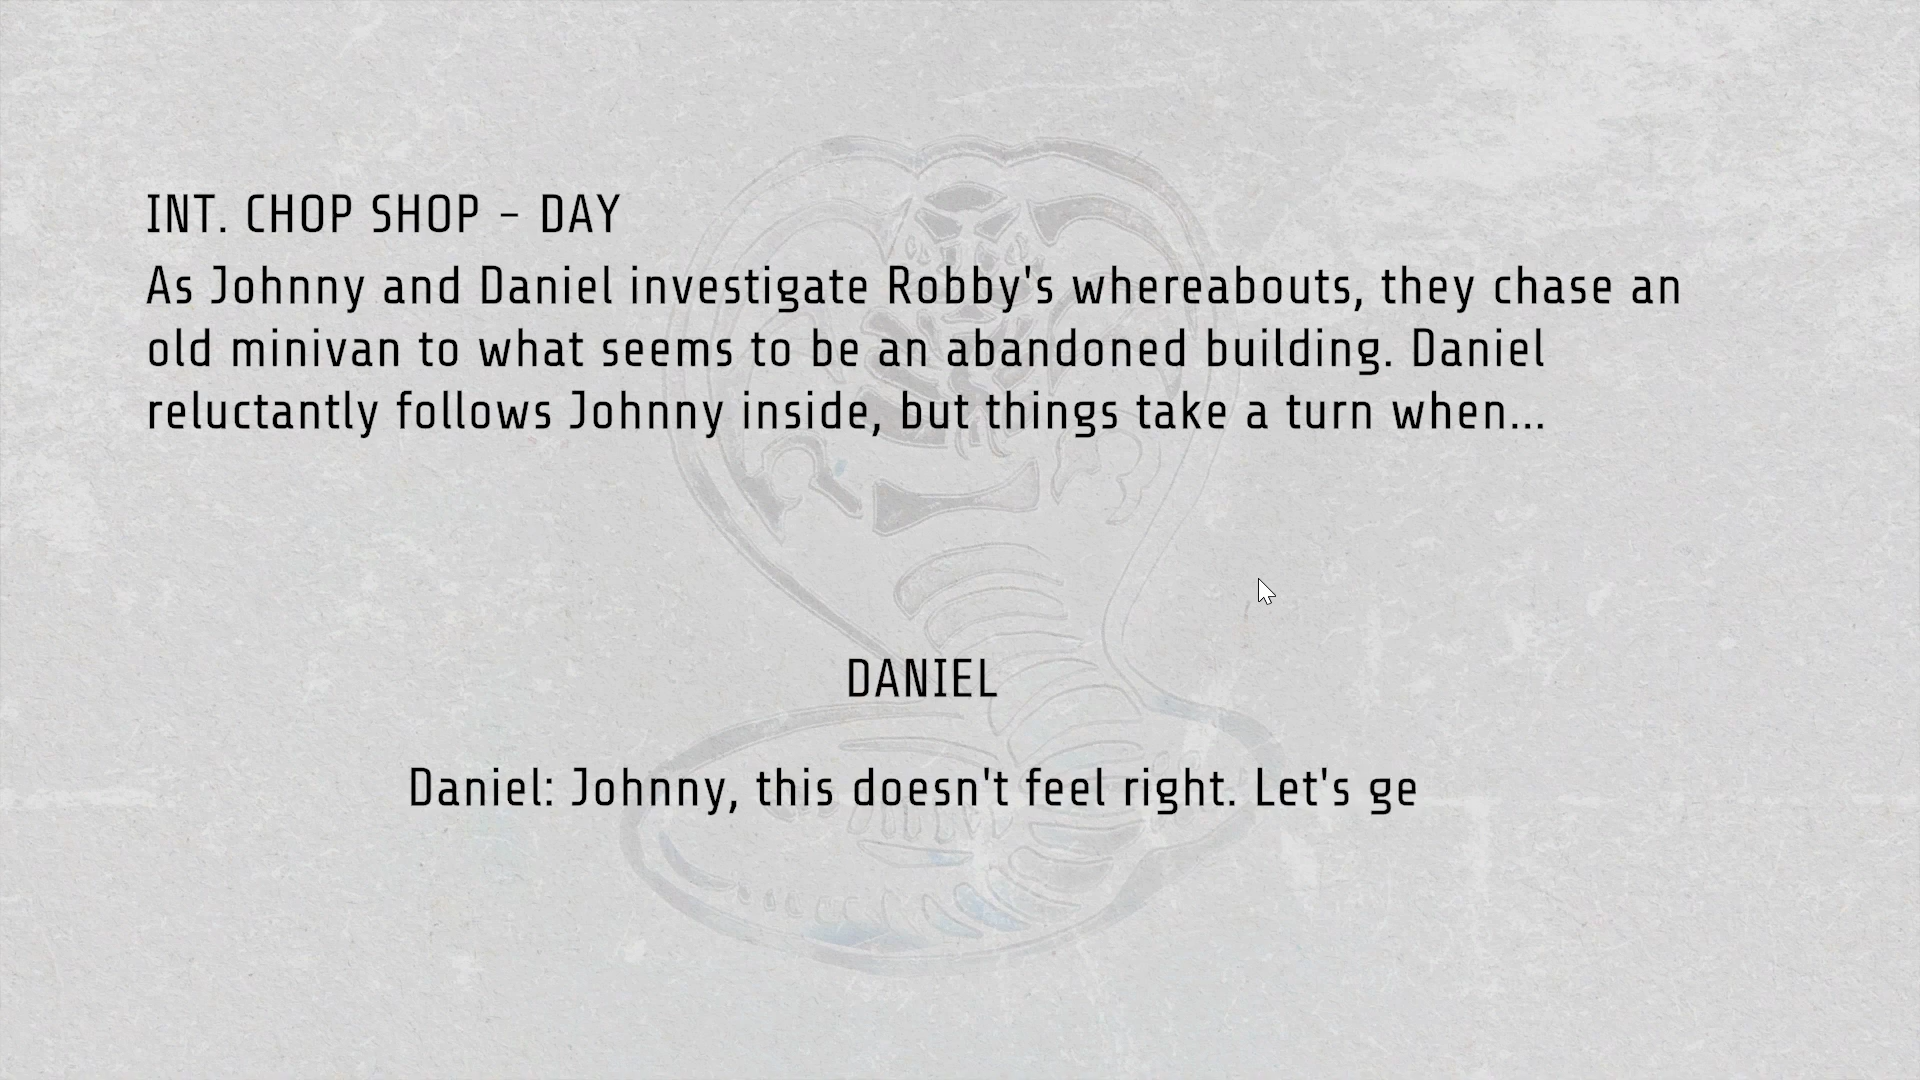 INT. CHOP SHOP - DAY
As Johnny and Daniel investigate Robby's whereabouts, they chase an
old minivan to what seems to be an abandoned building. Daniel
reluctantly follows Johnny inside, but things take a turn when...
DANIEL
Daniel: Johnny, this doesn't feel right. Let's ge